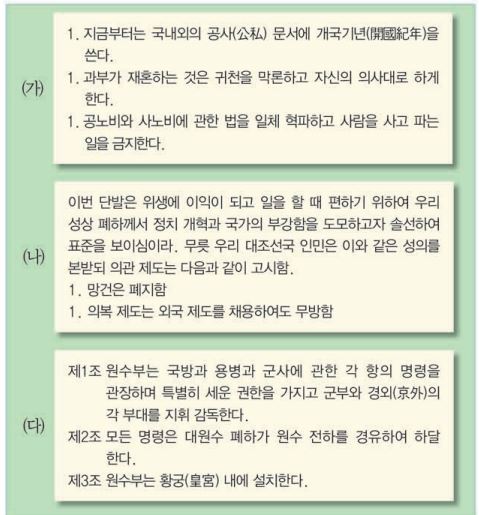 (가)
1. 지금부터는 국내외의 공사(公私) 문서에 개국기년(開國紀年)을
쓴다.
1. 과부가 재혼하는 것은 귀천을 막론하고 자신의 의사대로 하게
한다.
1. 공노비와 사노비에 관한 법을 일체 혁파하고 사람을 사고 파는
일을 금지한다.
(나)
이번 단발은 위생에 이익이 되고 일을 할 때 편하기 위하여 우리
성상 폐하께서 정치 개혁과 국가의 부강함을 도모하고자 솔선하여
표준을 보이심이라. 무릇 우리 대조선국 인민은 이와 같은 성의를
본받되 의관 제도는 다음과 같이 고시함.
1. 망건은 폐지함
1. 의복 제도는 외국 제도를 채용하여도 무방함
(다)
제1조 원수부는 국방과 용병과 군사에 관한 각 항의 명령을
관장하며 특별히 세운 권한을 가지고 군부와 경외(京外)의
각 부대를 지휘 감독한다.
제2조 모든 명령은 대원수 폐하가 원수 전하를 경유하여 하달
한다.
제3조 원수부는 황궁(皇宮) 내에 설치한다.